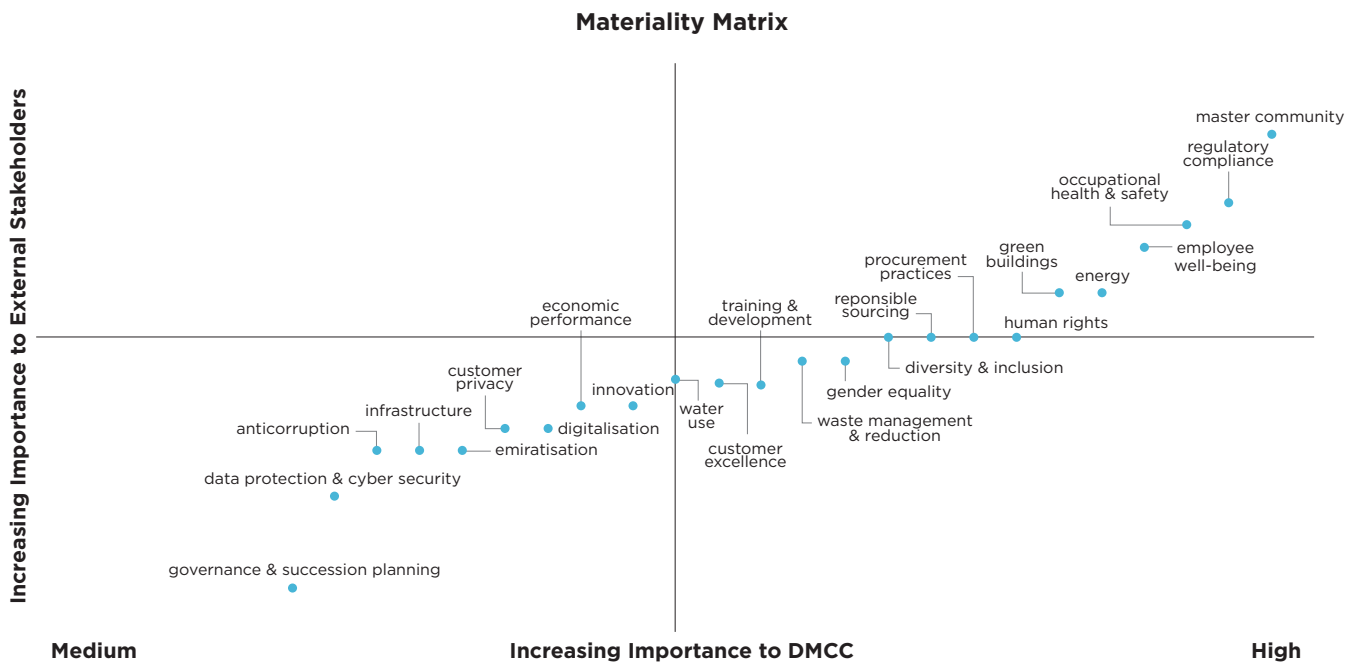 Materiality Matrix
Increasing Importance to External Stakeholders
master community
regulatory
compliance
occupational
health & safety
employee
well-being
green
buildings
energy
procurement
practices
reponsible
sourcing
human rights
economic
performance
training &
development
diversity & inclusion
gender equality
customer
privacy
innovation
water
use
waste management
& reduction
infrastructure
anticorruption
digitalisation
customer
excellence
emiratisation
data protection & cyber security
governance & succession planning
Medium
Increasing Importance to DMCC
High